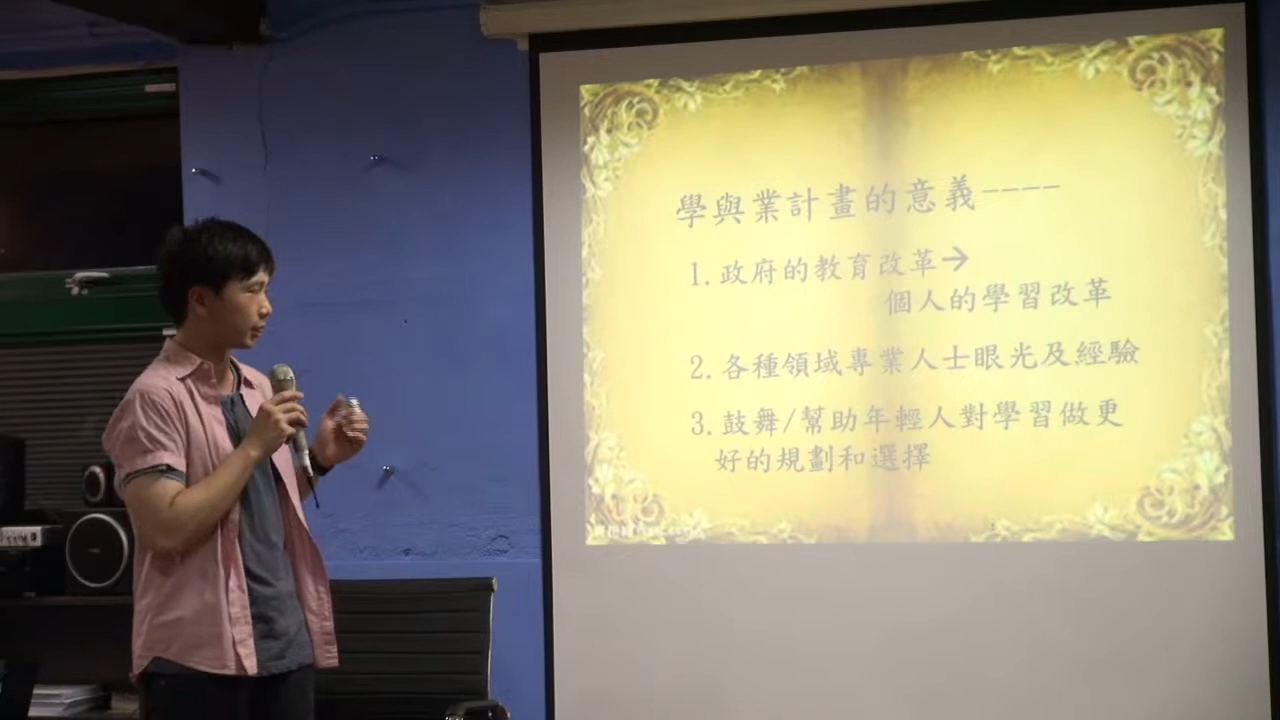 學與業計畫的意義----
1.政府的教育改革→
個人的學習改革
2.各種領域專業人士眼光及經驗
3.鼓舞/幫助年輕人對學習做更
好的規劃和選擇